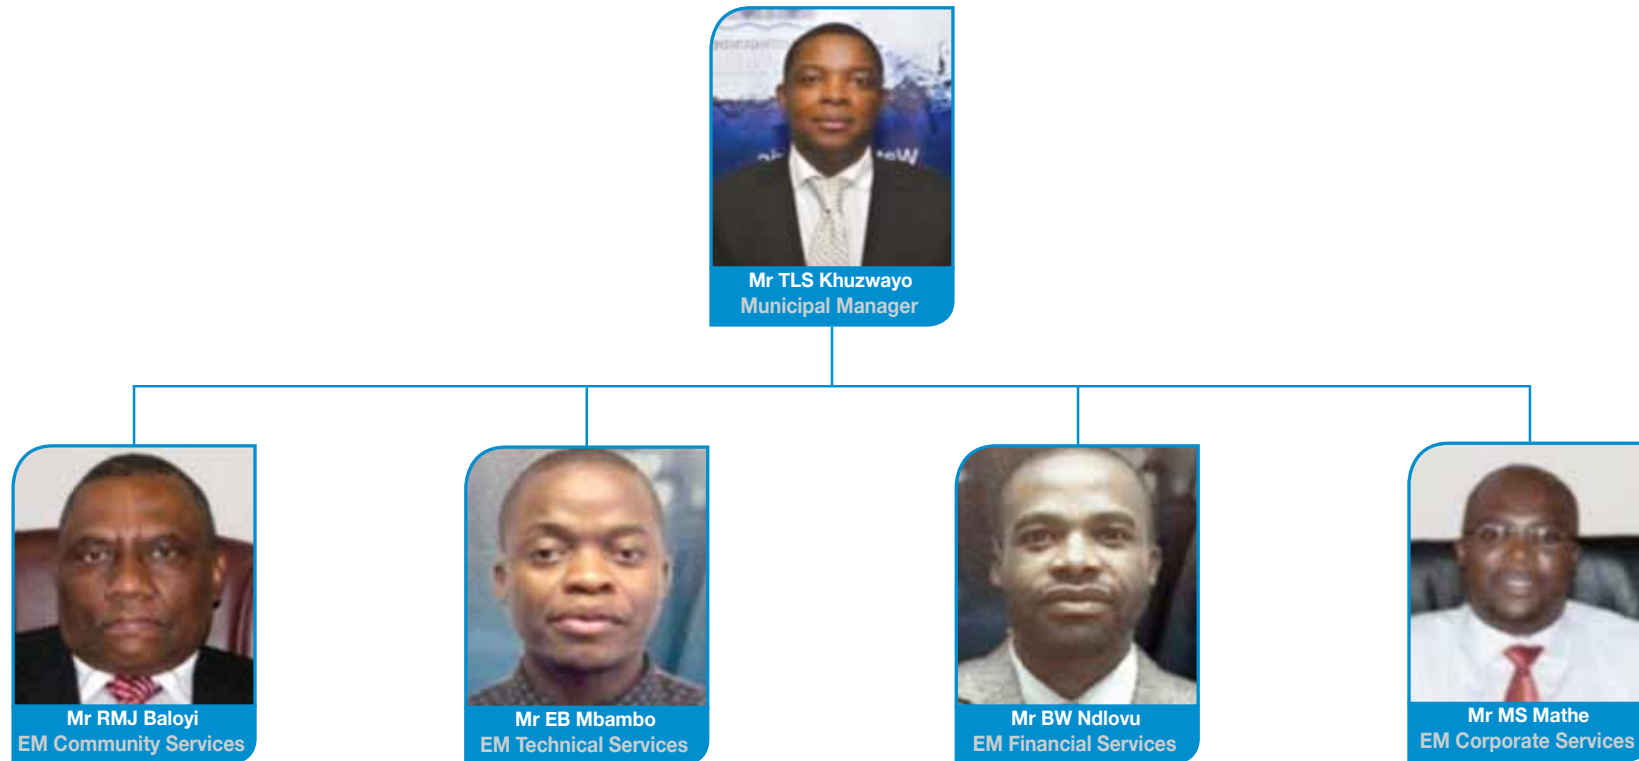 Mr TLS Khuzwayo
Municipal Manager
Mr RMJ Baloyi
EM Community Services
Mr EB Mbambo
EM Technical Services
Mr BW Ndlovu
EM Financial Services
Mr MS Mathe
EM Corporate Services